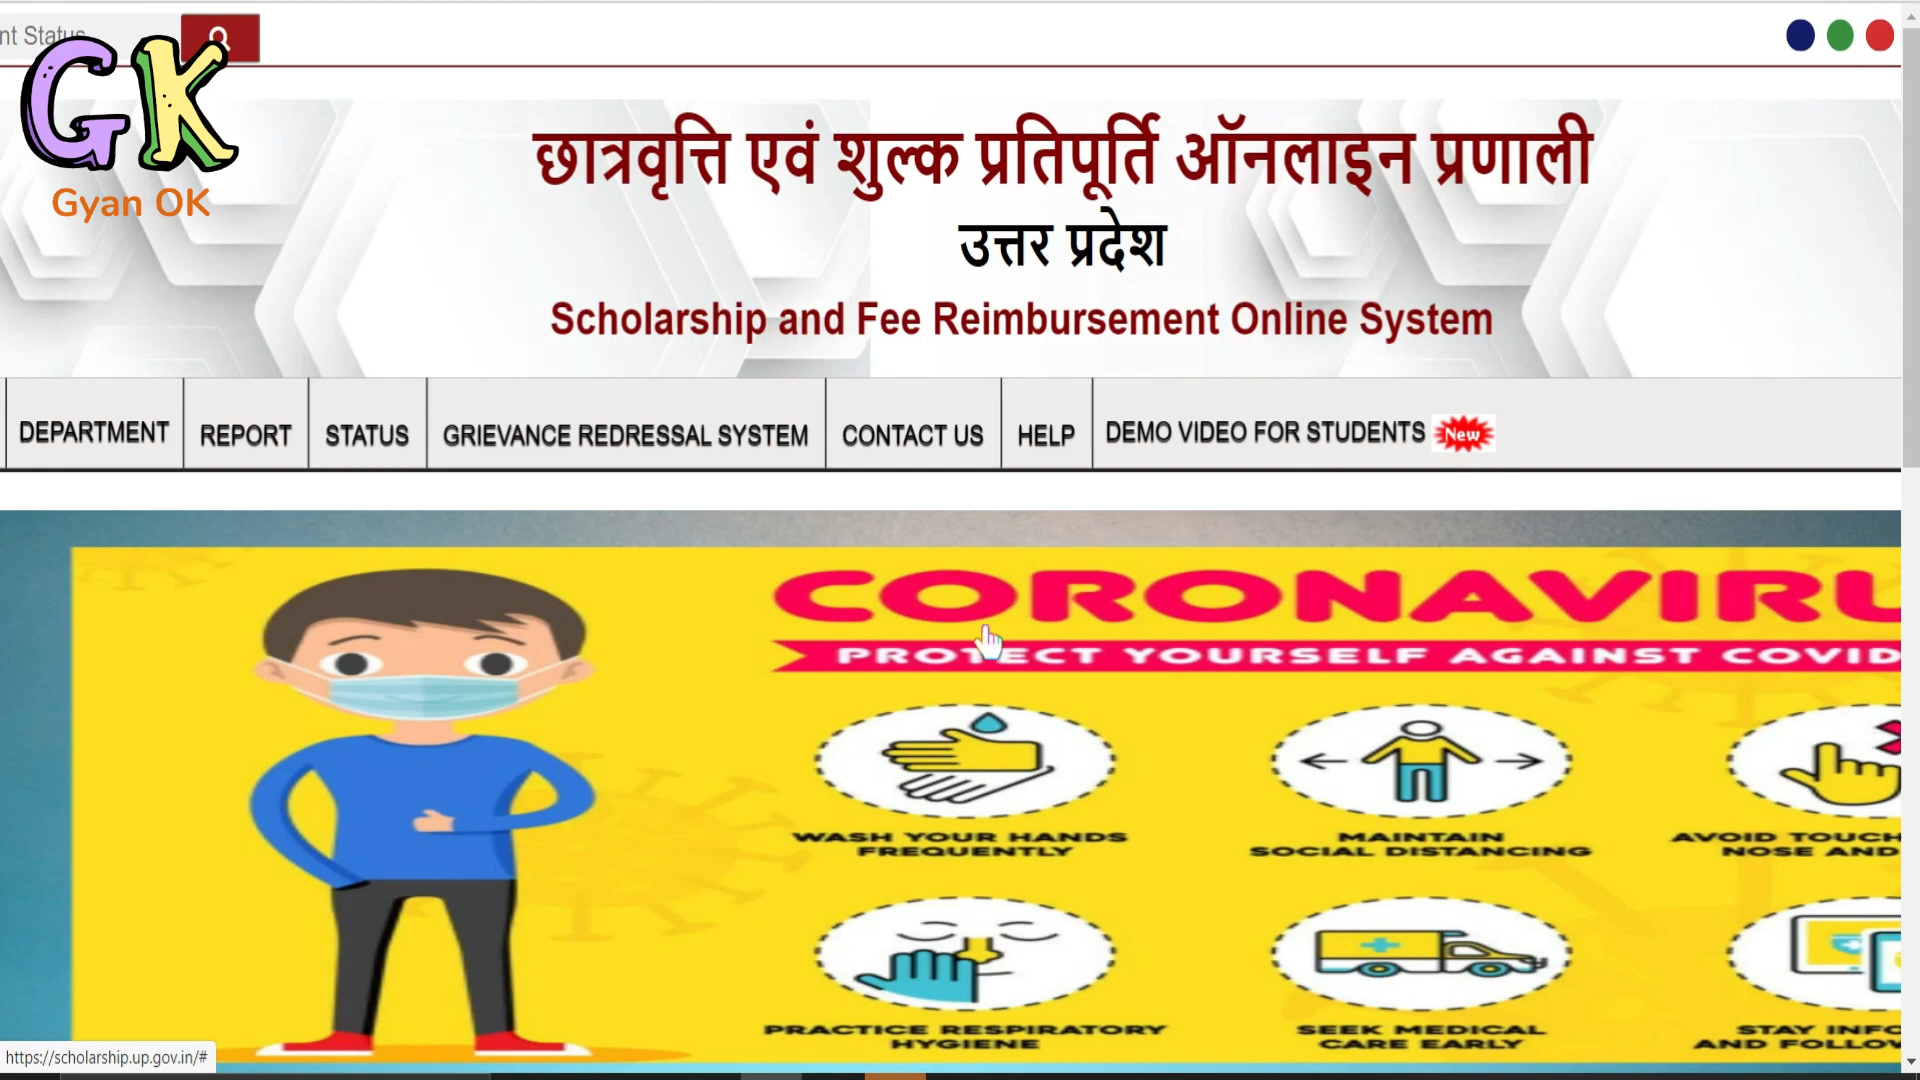 nt Status
GK
Gyan OK
छात्रवृत्ति एवं शुल्क प्रतिपूर्ति ऑनलाइन प्रणाली
उत्तर प्रदेश
Scholarship and Fee Reimbursement Online System
DEPARTMENT REPORT STATUS GRIEVANCE REDRESSAL SYSTEM CONTACT US HELP DEMO VIDEO FOR STUDENTS New
CORONAVIRU
PROTECT YOURSELF AGAINST COVID
WASH YOUR HANDS
FREQUENTLY
MAINTAIN
SOCIAL DISTANCING
AVOID TOUCH
NOSE AND
PRACTICE RESPIRATORY
HYGIENE
SEEK MEDICAL
CARE EARLY
STAY INFO
AND FOLLOW
https://scholarship.up.gov.in/#